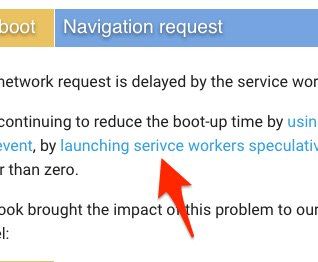 boot Navigation request
network request is delayed by the service wor
continuing to reduce the boot-up time by usin
event, by launching serivce workers speculativ
r than zero.
ook brought the impact of this problem to our
el: